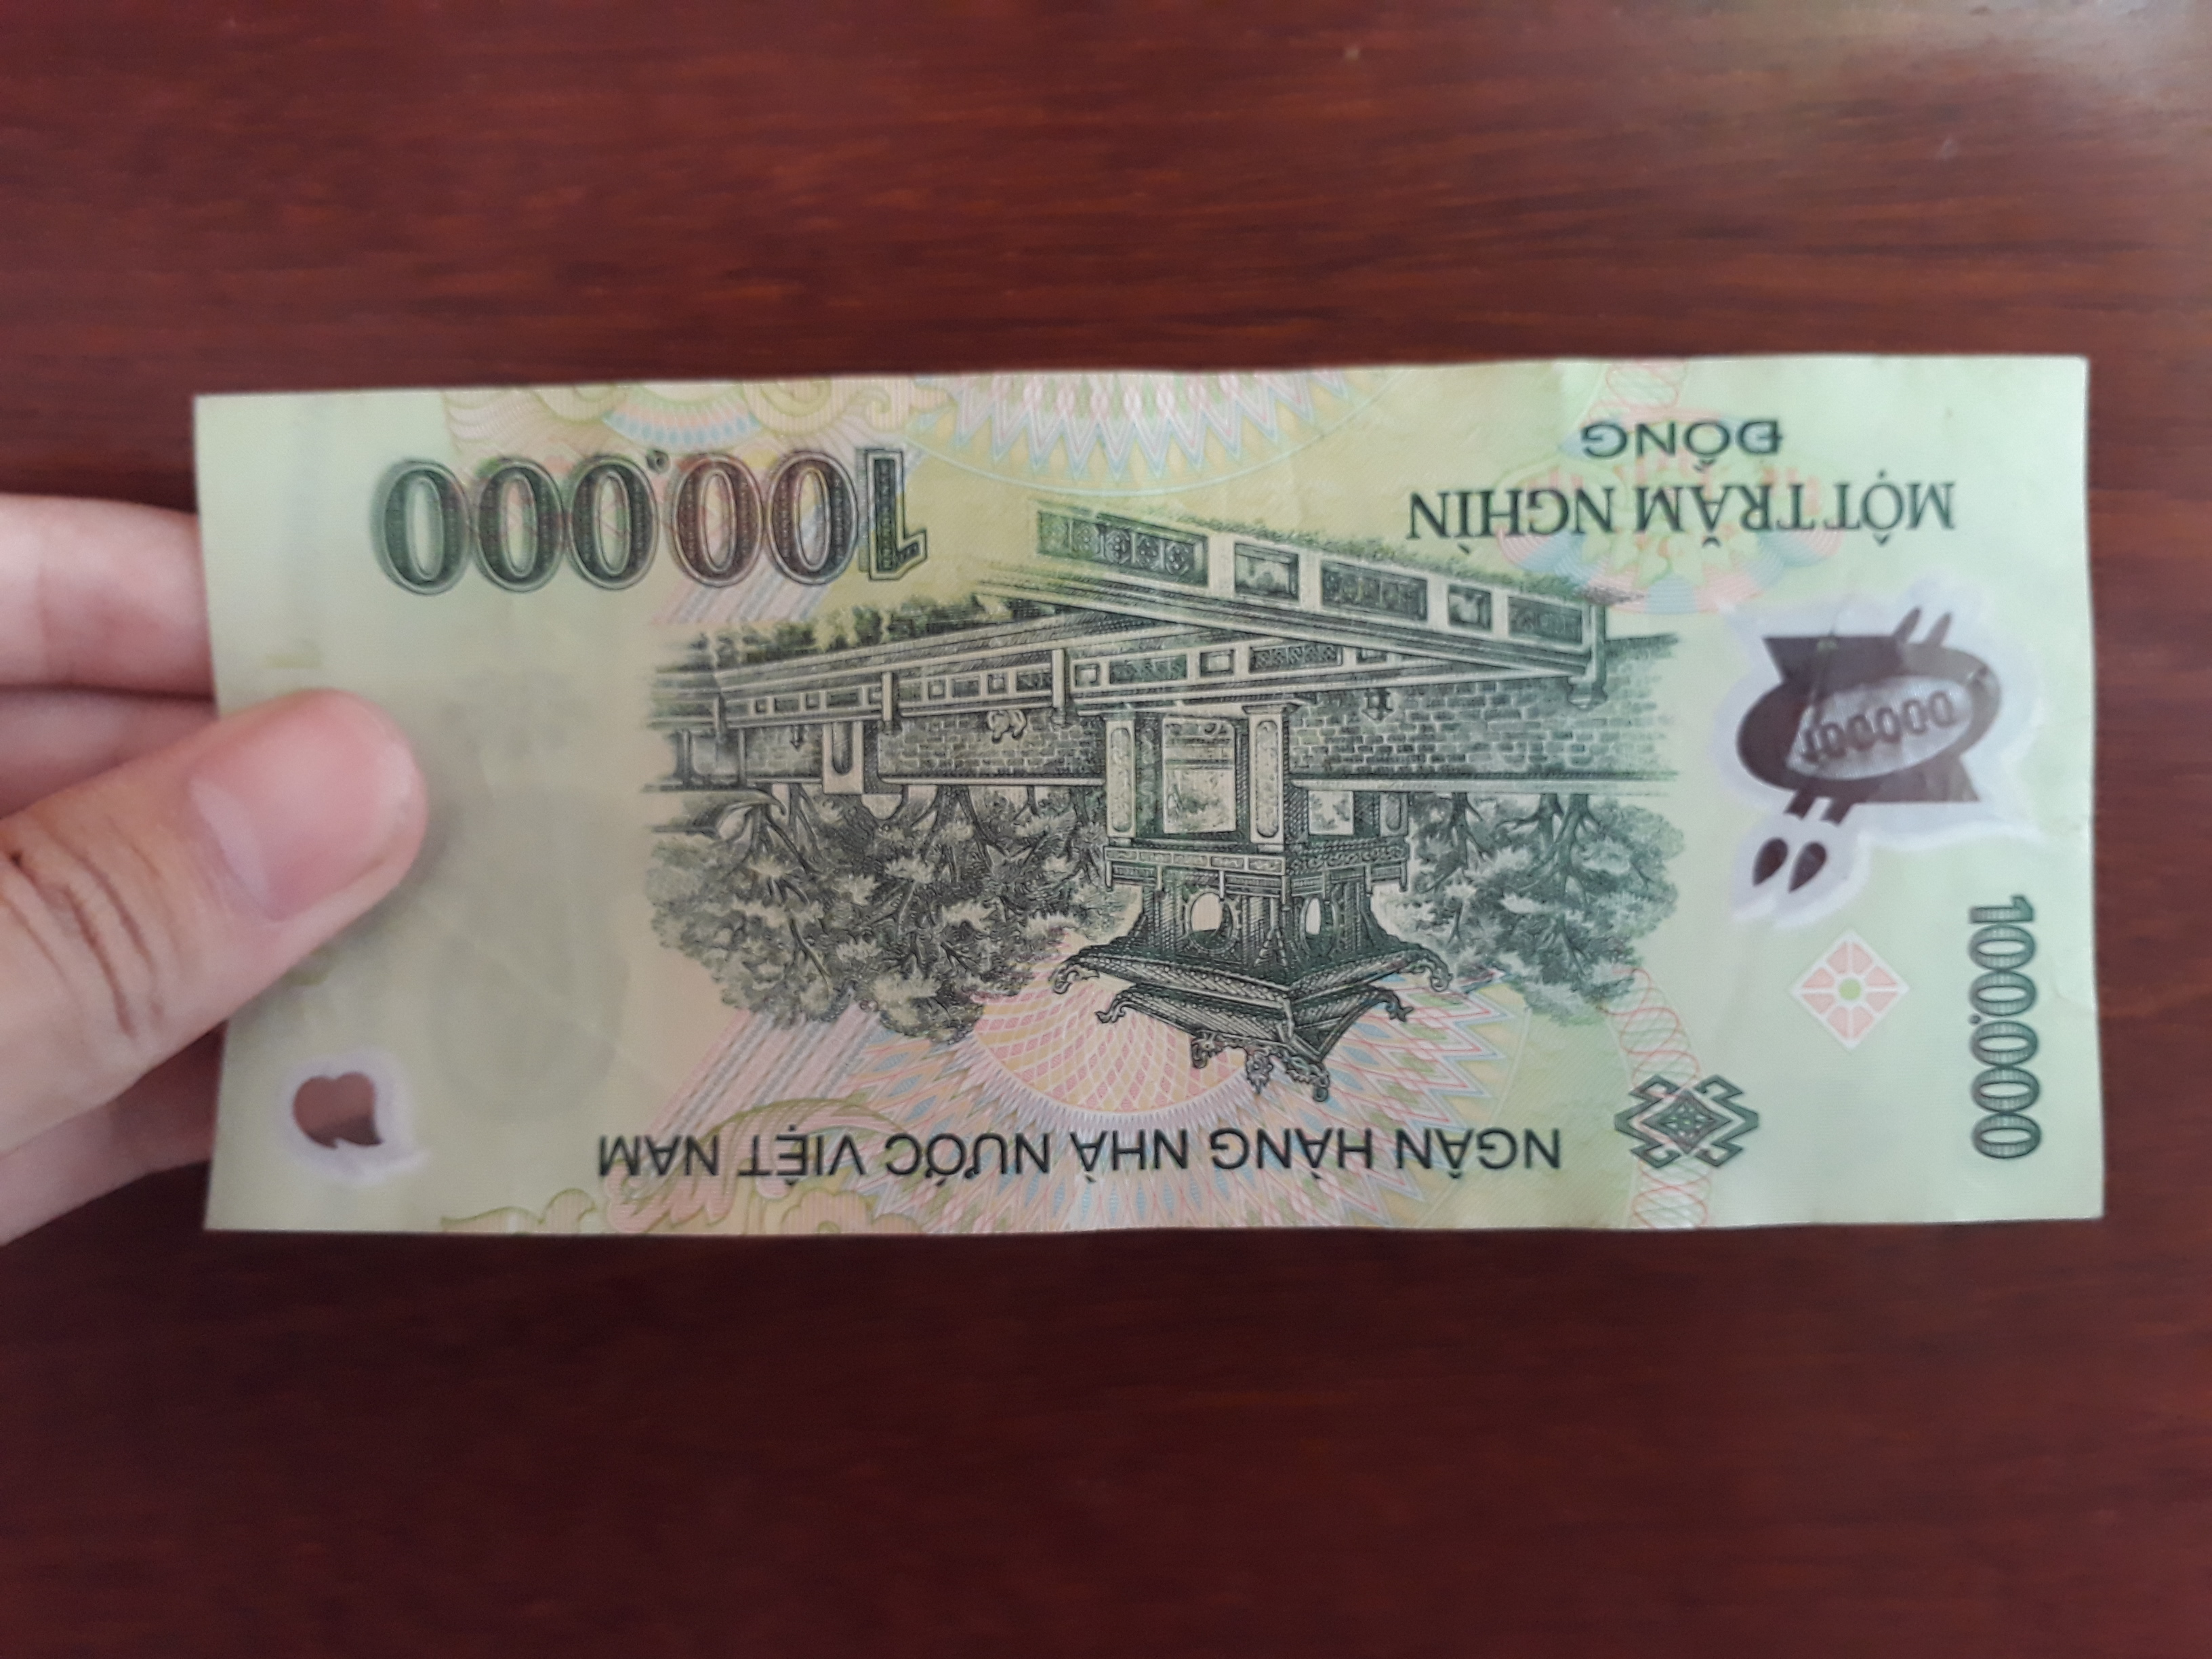 NGÂN HÀNG NHÀ NƯỚC VIỆT NAM
100.000
100000
MỘT TRĂM NGHÌN
ĐỒNG
100.000